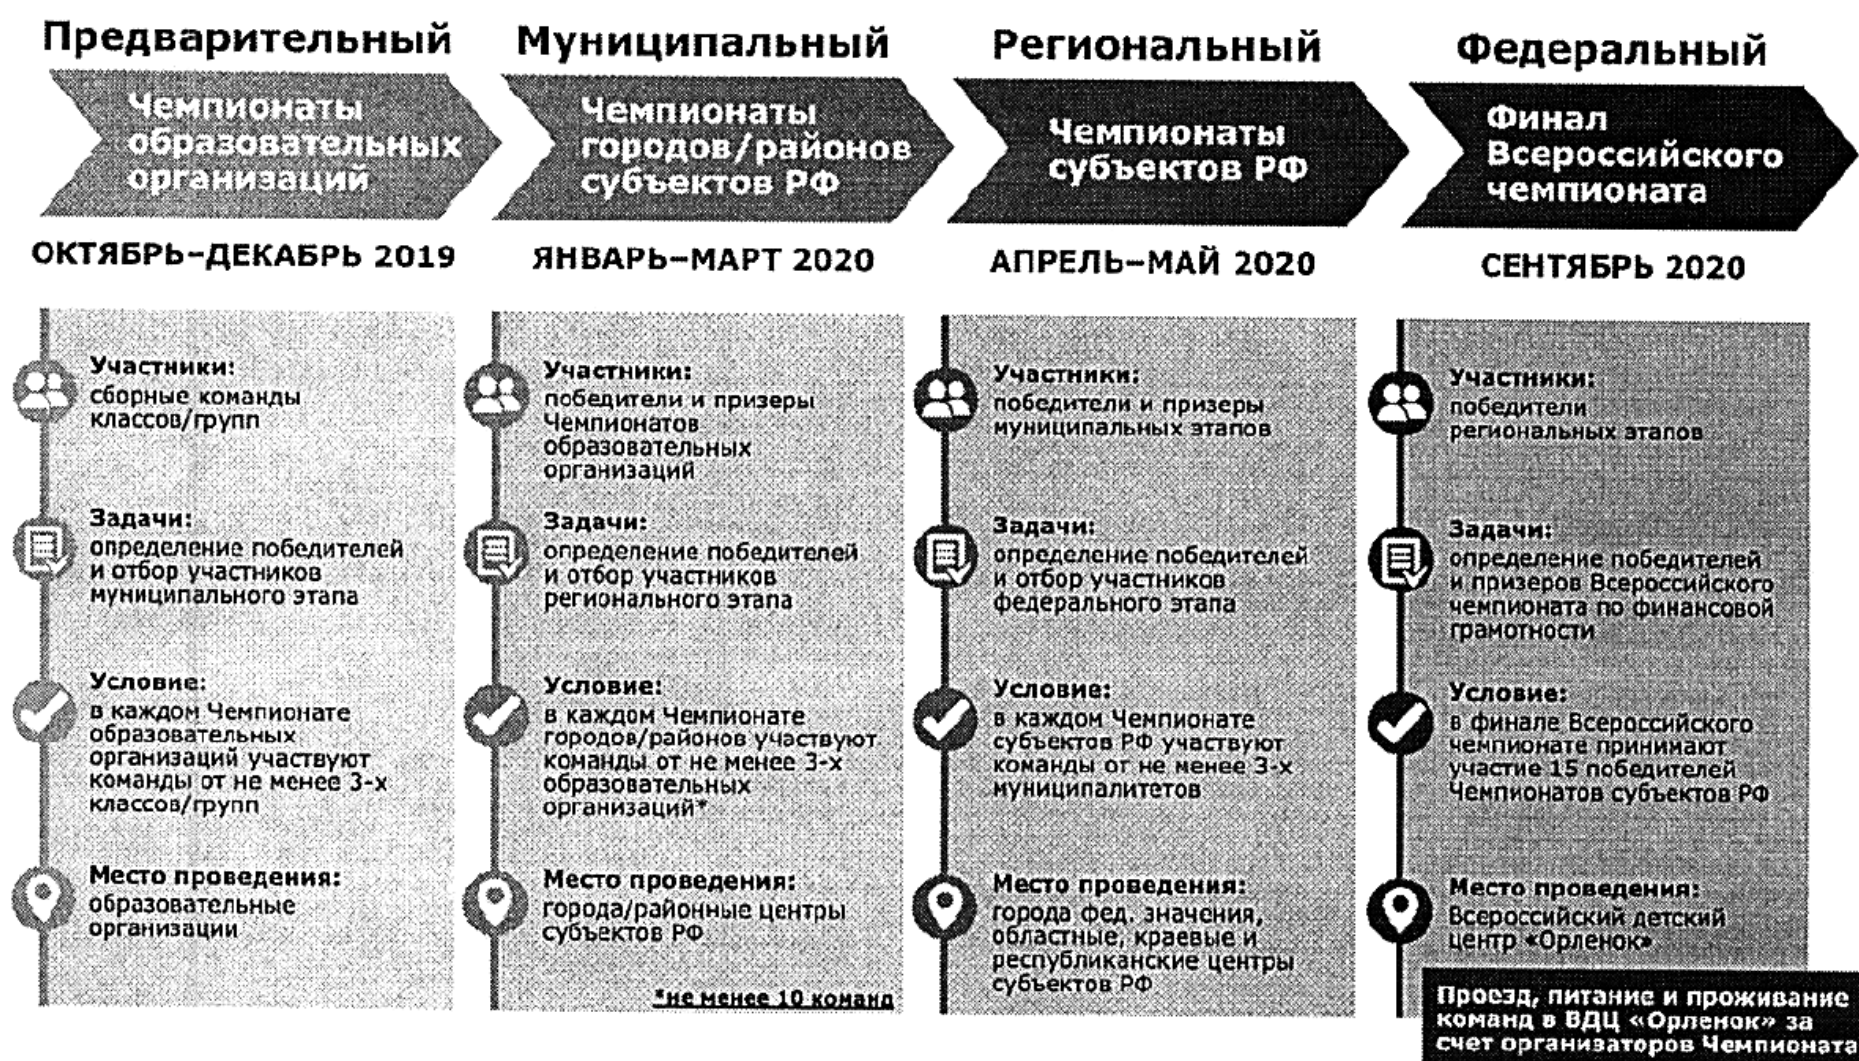 Предварительный
Чемпионаты
образовательных
организаций
ОКТЯБРЬ–ДЕКАБРЬ 2019
Участники:
сборные команды
классов/групп
Задачи:
определение победителей
и отбор участников
муниципального этапа
Условие:
в каждом Чемпионате
образовательных
организаций участвуют
команды от не менее 3-х
классов/групп
Место проведения:
образовательные
организации
Муниципальный
Чемпионаты
городов/районов
субъектов РФ
ЯНВАРЬ–МАРТ 2020
Участники:
победители и призеры
Чемпионатов
образовательных
организаций
Задачи:
определение победителей
и отбор участников
регионального этапа
Условие:
в каждом Чемпионате
городов/районов участвуют
команды от не менее 3-х
образовательных
организаций*
Место проведения:
города/районные центры
субъектов РФ
*не менее 10 команд
Региональный
Чемпионаты
субъектов РФ
АПРЕЛЬ–МАЙ 2020
Участники:
победители и призеры
муниципальных этапов
Задачи:
определение победителей
и отбор участников
федерального этапа
Условие:
в каждом Чемпионате
субъектов РФ участвуют
команды от не менее 3-х
муниципалитетов
Место проведения:
города фед. значения,
областные, краевые и
республиканские центры
субъектов РФ
Федеральный
Финал
Всероссийского
чемпионата
СЕНТЯБРЬ 2020
Участники:
победители
региональных этапов
Задачи:
определение победителей
и призеров Всероссийского
чемпионата по финансовой
грамотности
Условие:
в финале Всероссийского
чемпионате принимают
участие 15 победителей
Чемпионатов субъектов РФ
Место проведения:
Всероссийский детский
центр «Орленок»
Проезд, питание и проживание
команд в ВДЦ «Орленок» за
счет организаторов Чемпионата